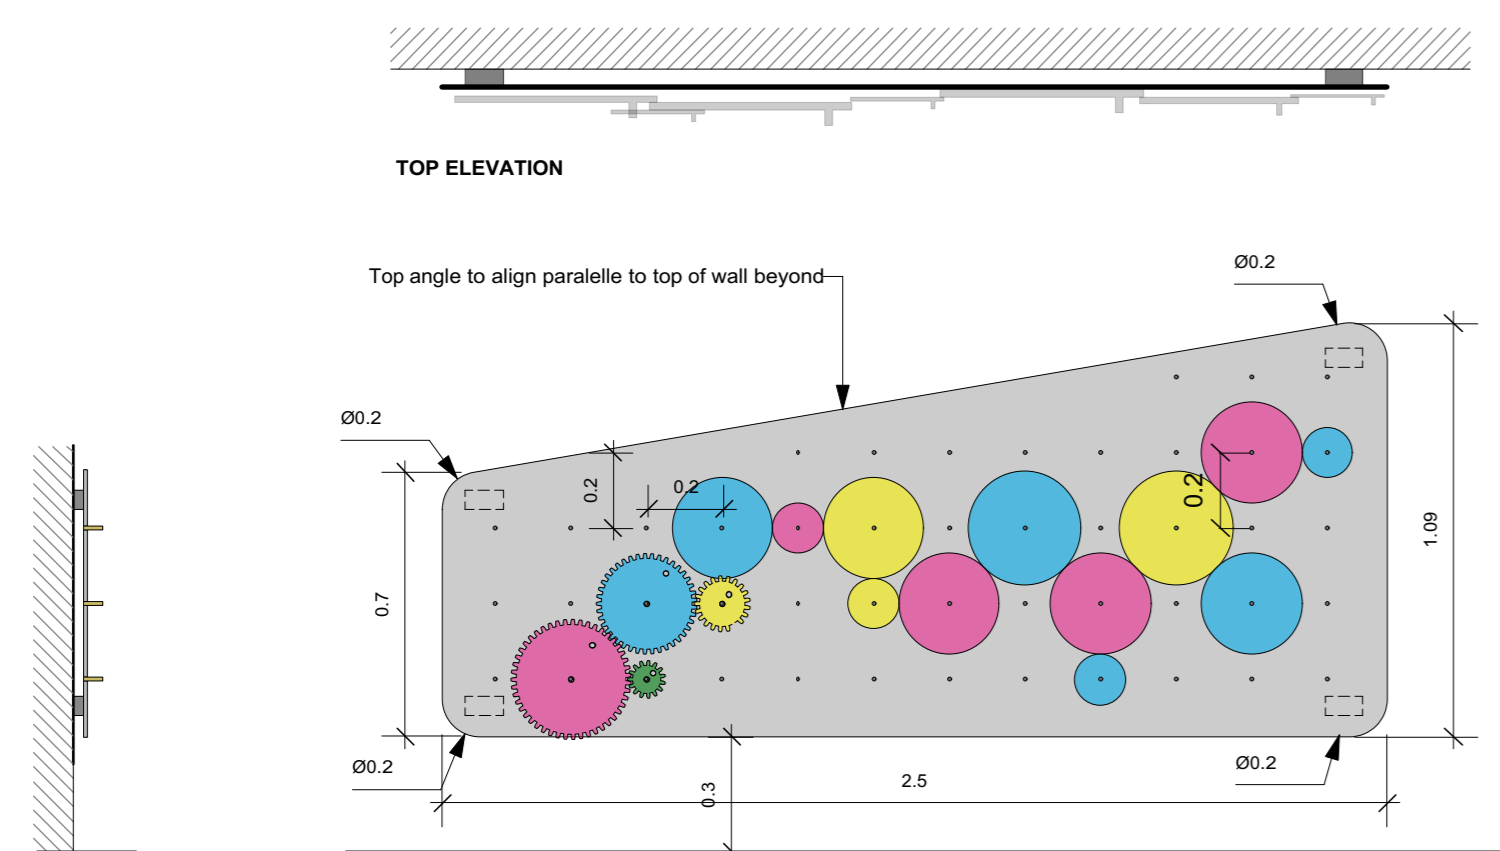 TOP ELEVATION
Ø0.2
Top angle to align paralelle to top of wall beyond
Ø0.2
0.2
0.2
0.2
1.09
0.7
Ø0.2
Ø0.2
2.5
0.3